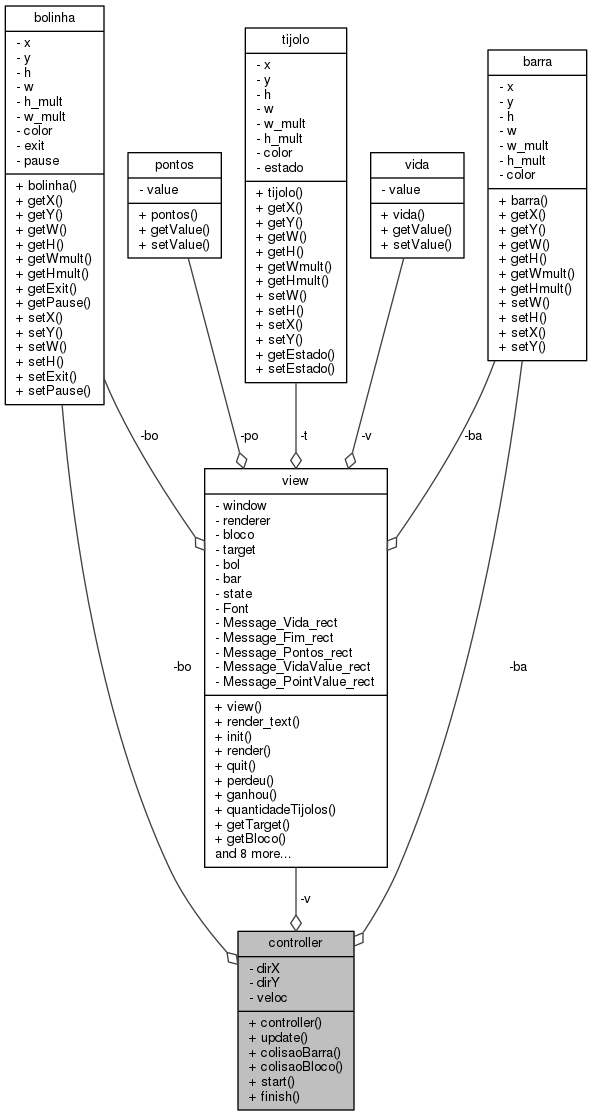 bolinha
- x
- y
- h
- w
- h_mult
- w_mult
- color
- exit
- pause
+ bolinha()
+ getX()
+ getY()
+ getW()
+ getH()
+ getWmult()
+ getHmult()
+ getExit()
+ getPause()
+ setX()
+ setY()
+ setW()
+ setH()
+ setExit()
+ setPause()
pontos
- value
+ pontos()
+ getValue()
+ setValue()
tijolo
- x
- y
- h
- w
- w_mult
- h_mult
- color
- estado
+ tijolo()
+ getX()
+ getY()
+ getW()
+ getH()
+ getWmult()
+ getHmult()
+ setW()
+ setH()
+ setX()
+ setY()
+ getEstado()
+ setEstado()
vida
- value
+ vida()
+ getValue()
+ setValue()
barra
- x
- y
- h
- w
- w_mult
- h_mult
- color
+ barra()
+ getX()
+ getY()
+ getW()
+ getH()
+ getWmult()
+ getHmult()
+ setW()
+ setH()
+ setX()
+ setY()
-bo
-po
-t
-v
-ba
view
- window
- renderer
- bloco
- target
- bol
- bar
- state
- Font
- Message_Vida_rect
- Message_Fim_rect
- Message_Pontos_rect
- Message_VidaValue_rect
- Message_PointValue_rect
+ view()
+ render_text()
+ init()
+ render()
+ quit()
+ perdeu()
+ ganhou()
+ quantidadeTijolos()
+ getTarget()
+ getBloco()
and 8 more...
-bo
-ba
-v
controller
- dirX
- dirY
- veloc
+ controller()
+ update()
+ colisaoBarra()
+ colisaoBloco()
+ start()
+ finish()